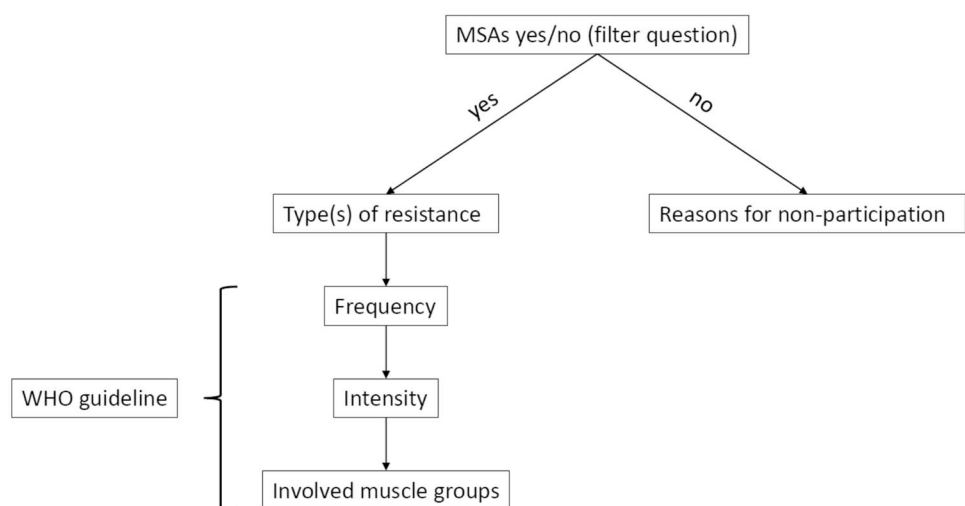 MSAs yes/no (filter question)
yes
no
Type(s) of resistance
Reasons for non-participation
Frequency
WHO guideline
Intensity
Involved muscle groups